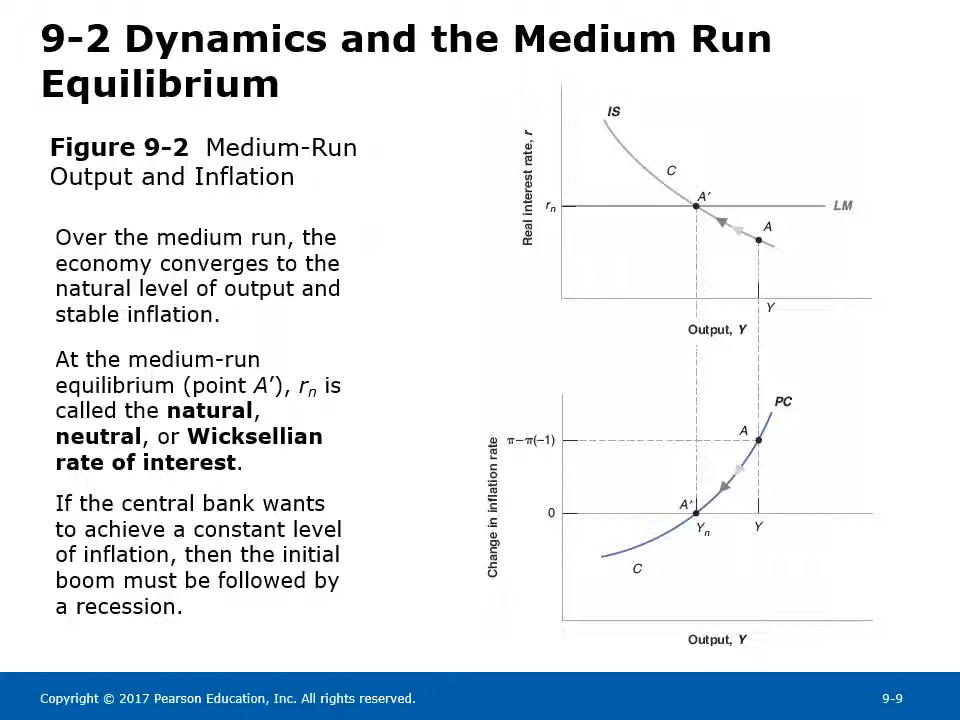 9-2 Dynamics and the Medium Run
Equilibrium
Figure 9-2 Medium-Run
Output and Inflation
Over the medium run, the
economy converges to the
natural level of output and
stable inflation.
At the medium-run
equilibrium (point A′), rn is
called the natural,
neutral, or Wicksellian
rate of interest.
If the central bank wants
to achieve a constant level
of inflation, then the initial
boom must be followed by
a recession.
IS
Real interest rate, r
C
A′
rn
LM
A
Y
Output, Y
PC
A
π−π(−1)
Change in inflation rate
A′
0
Yn
Y
C
Output, Y
Copyright © 2017 Pearson Education, Inc. All rights reserved.
9-9